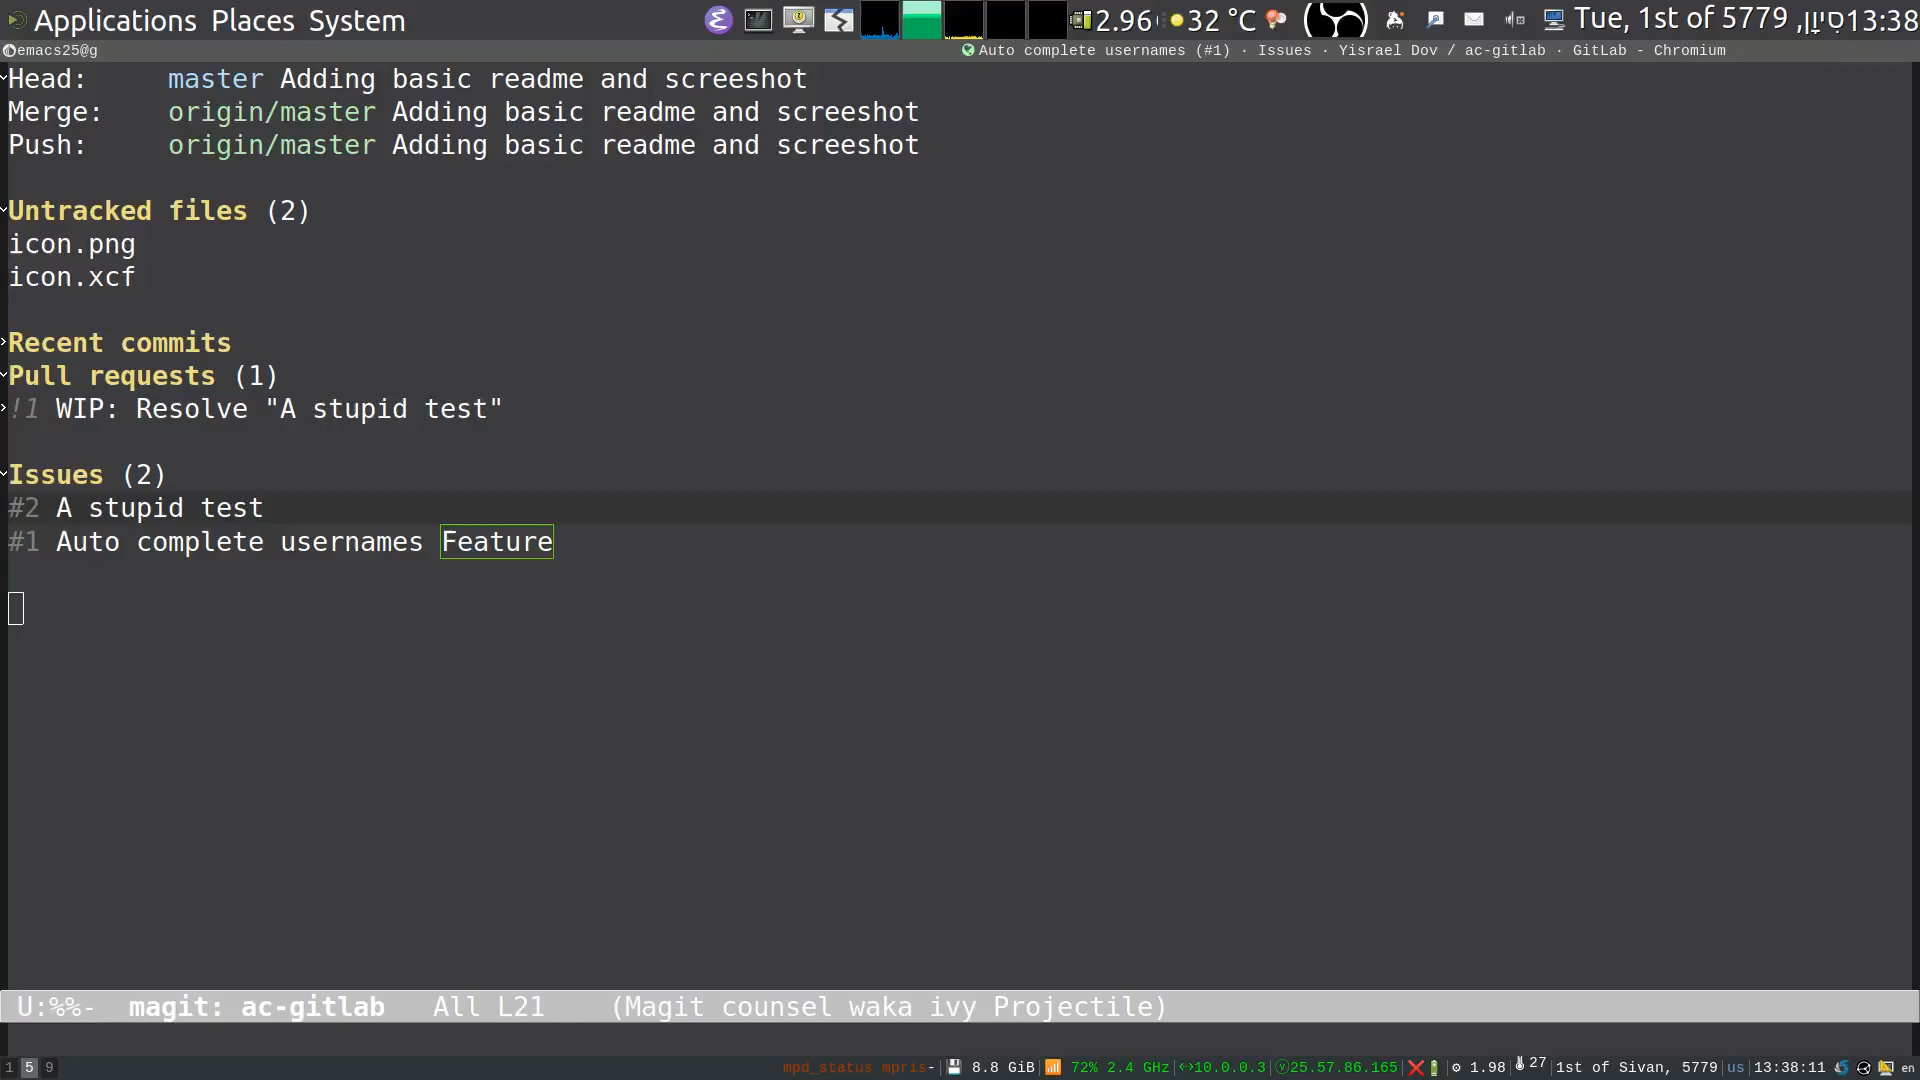 Applications Places System 2.96 32 °C Tue, 1st of 5779 סיוון, 13:38
emacs25@g Auto complete usernames (#1) · Issues · Yisrael Dov / ac-gitlab · GitLab - Chromium
Head: master Adding basic readme and screeshot
Merge: origin/master Adding basic readme and screeshot
Push: origin/master Adding basic readme and screeshot
Untracked files (2)
icon.png
icon.xcf
Recent commits
Pull requests (1)
!1 WIP: Resolve "A stupid test"
Issues (2)
#2 A stupid test
#1 Auto complete usernames Feature
U:%%- magit: ac-gitlab All L21 (Magit counsel waka ivy Projectile)
1 5 9 mpd_status mpris- 8.8 GiB 72% 2.4 GHz 10.0.0.3 25.57.86.165 1.98 27 1st of Sivan, 5779 us 13:38:11 en